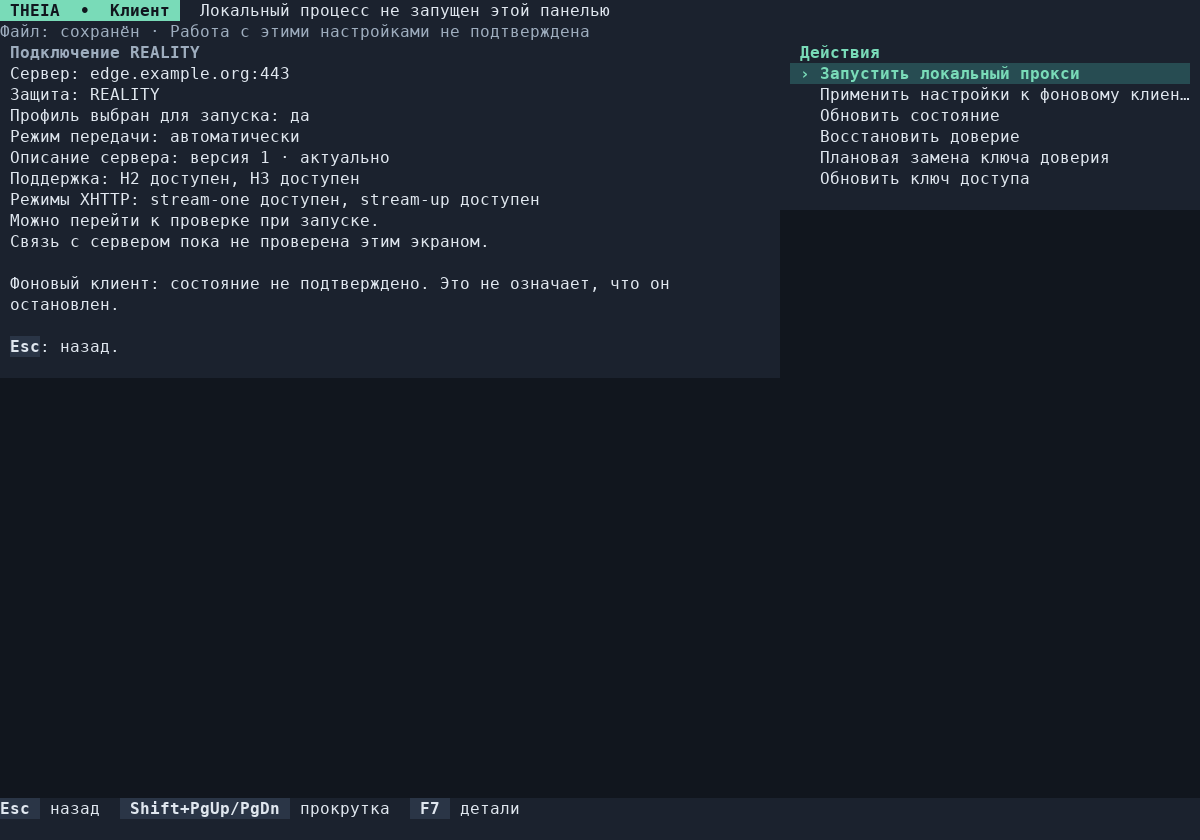 THEIA • Клиент Локальный процесс не запущен этой панелью
Файл: сохранён · Работа с этими настройками не подтверждена
Подключение REALITY
Сервер: edge.example.org:443
Защита: REALITY
Профиль выбран для запуска: да
Режим передачи: автоматически
Описание сервера: версия 1 · актуально
Поддержка: H2 доступен, H3 доступен
Режимы XHTTP: stream-one доступен, stream-up доступен
Можно перейти к проверке при запуске.
Связь с сервером пока не проверена этим экраном.
Фоновый клиент: состояние не подтверждено. Это не означает, что он
остановлен.
Esc: назад.
Действия
› Запустить локальный прокси
Применить настройки к фоновому клиен…
Обновить состояние
Восстановить доверие
Плановая замена ключа доверия
Обновить ключ доступа
Esc назад Shift+PgUp/PgDn прокрутка F7 детали